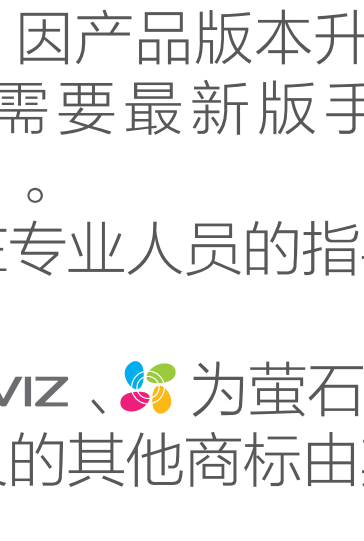 因产品版本升
需要最新版手
。
专业人员的指
VIZ、 为萤石
的其他商标由